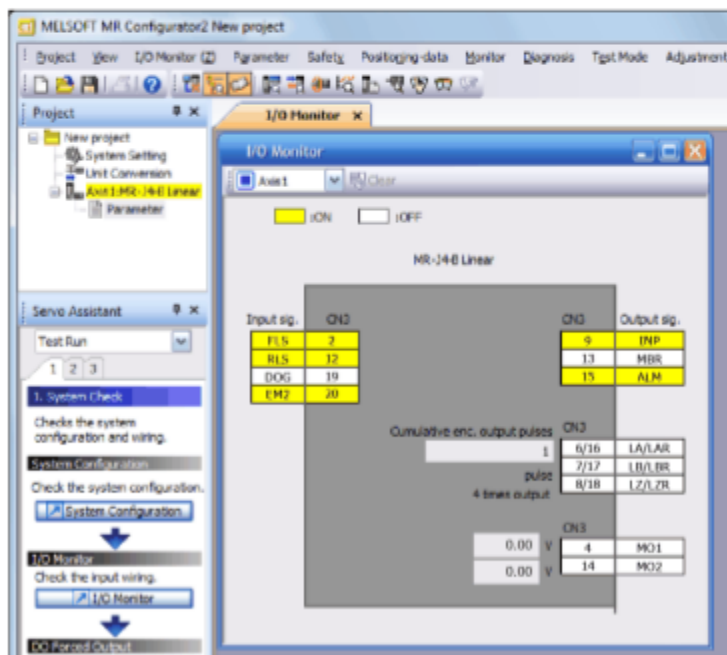 MELSOFT MR Configurator2 New project
Project View I/O Monitor (Z) Parameter Safety Positioning-data Monitor Diagnosis Test Mode Adjustment
Project
New project
System Setting
Unit Conversion
Axis1:MR-J4-B Linear
Parameter
Servo Assistant
Test Run
1 2 3
1. System Check
Checks the system
configuration and wiring.
System Configuration
Check the system configuration.
System Configuration
I/O Monitor
Check the input wiring.
I/O Monitor
DO Forced Output
I/O Monitor
I/O Monitor
Axis1 Clear
:ON :OFF
MR-J4-B Linear
Input sig. CN3
FLS 2
RLS 12
DOG 19
EM2 20
CN3 Output sig.
9 INP
13 MBR
15 ALM
Cumulative enc. output pulses
1
pulse
4 times output
CN3
6/16 LA/LAR
7/17 LB/LBR
8/18 LZ/LZR
CN3
0.00 V 4 MO1
0.00 V 14 MO2